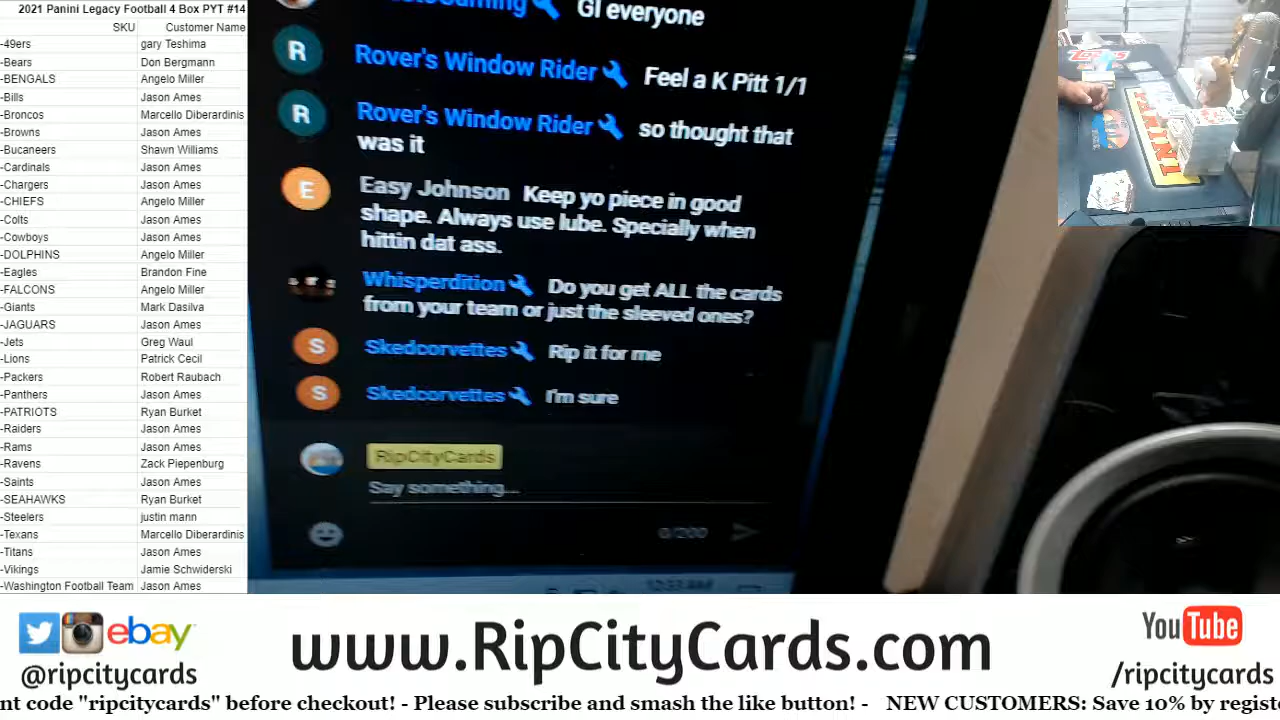 2021 Panini Legacy Football 4 Box PYT #14
SKU Customer Name
-49ers gary Teshima
-Bears Don Bergmann
-BENGALS Angelo Miller
-Bills Jason Ames
-Broncos Marcello Diberardinis
-Browns Jason Ames
-Bucaneers Shawn Williams
-Cardinals Jason Ames
-Chargers Jason Ames
-CHIEFS Angelo Miller
-Colts Jason Ames
-Cowboys Jason Ames
-DOLPHINS Angelo Miller
-Eagles Brandon Fine
-FALCONS Angelo Miller
-Giants Mark Dasilva
-JAGUARS Jason Ames
-Jets Greg Waul
-Lions Patrick Cecil
-Packers Robert Raubach
-Panthers Jason Ames
-PATRIOTS Ryan Burket
-Raiders Jason Ames
-Rams Jason Ames
-Ravens Zack Piepenburg
-Saints Jason Ames
-SEAHAWKS Ryan Burket
-Steelers justin mann
-Texans Marcello Diberardinis
-Titans Jason Ames
-Vikings Jamie Schwiderski
-Washington Football Team Jason Ames
GI everyone
R Rover's Window Rider Feel a K Pitt 1/1
R Rover's Window Rider so thought that
was it
E Easy Johnson Keep yo piece in good
shape. Always use lube. Specially when
hittin dat ass.
Whisperdition Do you get ALL the cards
from your team or just the sleeved ones?
S Skedcorvettes Rip it for me
S Skedcorvettes I'm sure
RipCityCards
Say something...
0/200
PANINI
ebay
@ripcitycards
www.RipCityCards.com
YouTube
/ripcitycards
nt code "ripcitycards" before checkout! - Please subscribe and smash the like button! - NEW CUSTOMERS: Save 10% by registe